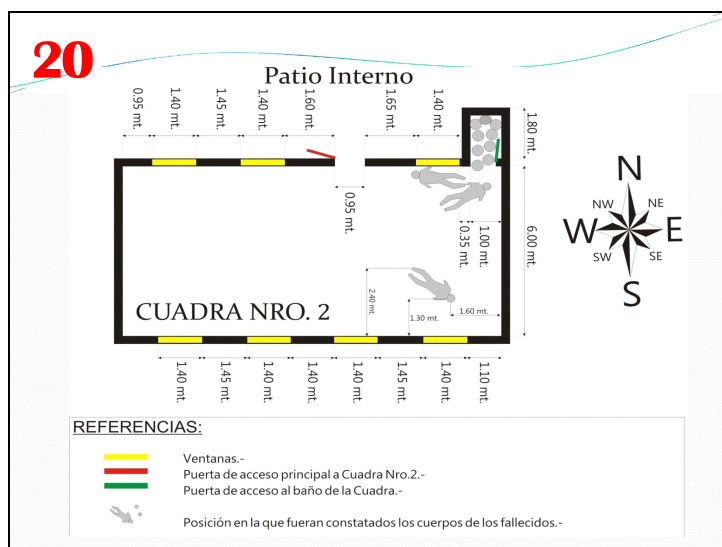 20
Patio Interno
0.95 mt.
1.40 mt.
1.45 mt.
1.40 mt.
1.60 mt.
1.65 mt.
1.40 mt.
1.80 mt.
0.95 mt.
0.35 mt.
1.00 mt.
6.00 mt.
N
NW
NE
W
E
SW
SE
S
2.40 mt.
1.30 mt.
1.60 mt.
CUADRA NRO. 2
1.40 mt.
1.45 mt.
1.40 mt.
1.40 mt.
1.40 mt.
1.45 mt.
1.40 mt.
1.10 mt.
REFERENCIAS:
Ventanas.-
Puerta de acceso principal a Cuadra Nro.2.-
Puerta de acceso al baño de la Cuadra.-
Posición en la que fueran constatados los cuerpos de los fallecidos.-